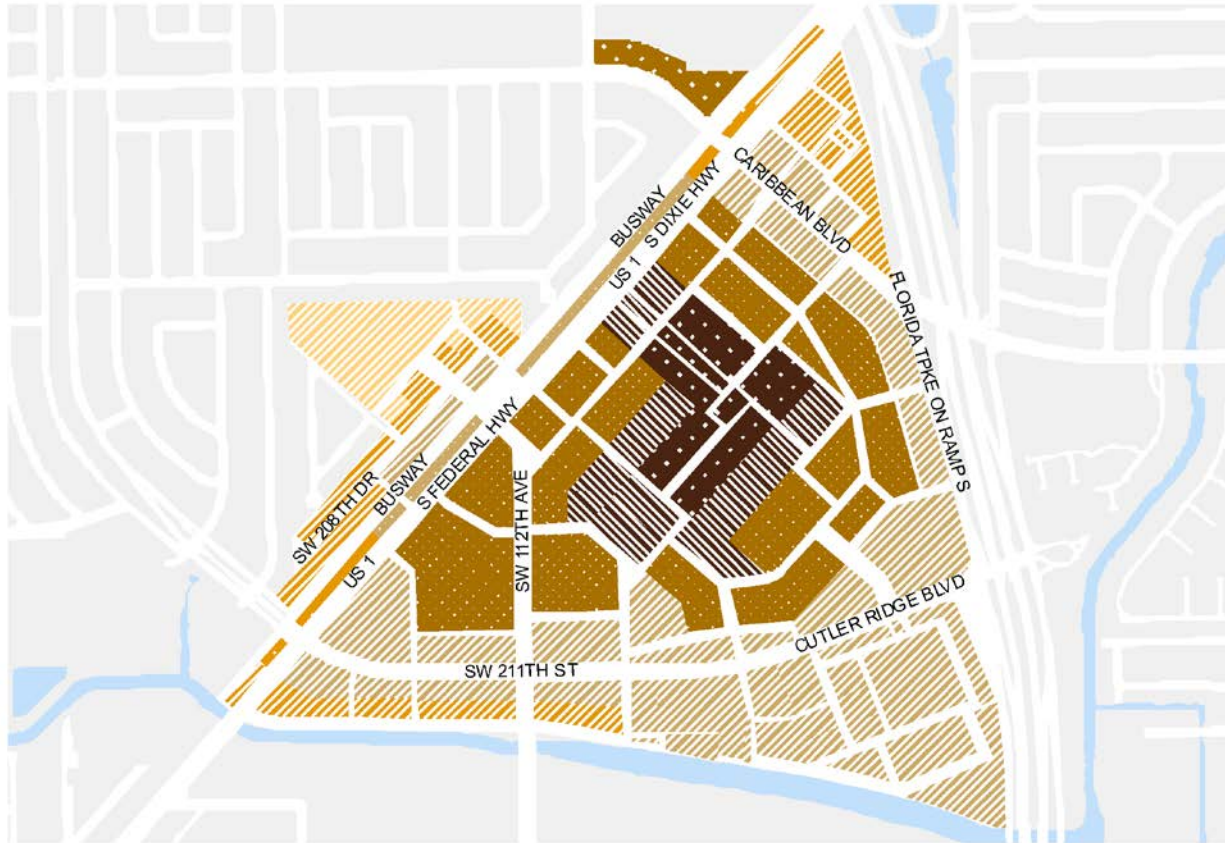 CARIBBEAN BLVD
BUSWAY
S DIXIE HWY
US 1
FLORIDA TPKE ON RAMPS
S FEDERAL HWY
BUSWAY
SW 208TH DR
SW 112TH AVE
US 1
CUTLER RIDGE BLVD
SW 211TH ST